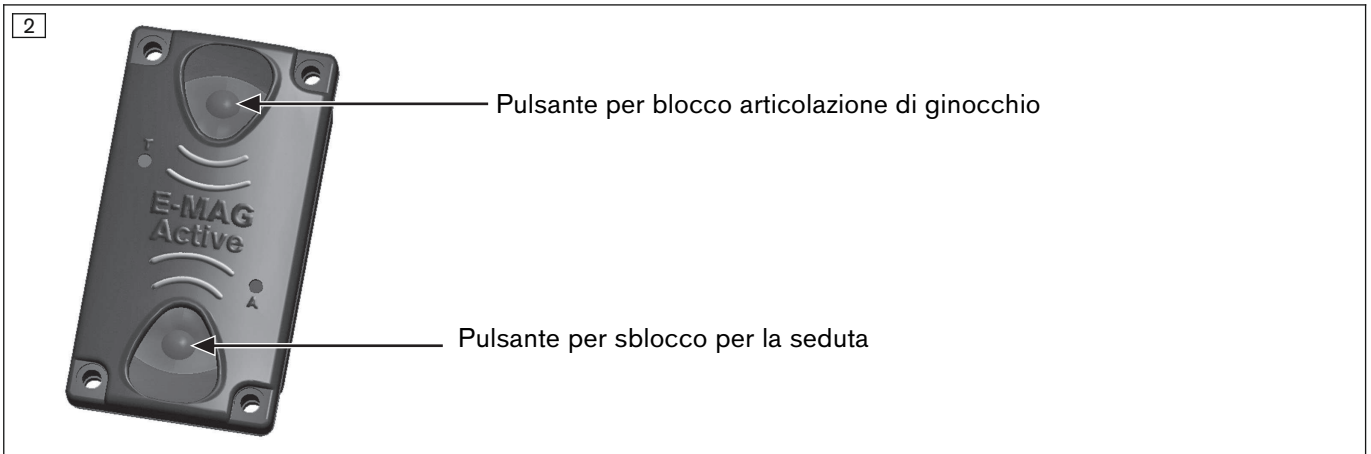 2
Pulsante per blocco articolazione di ginocchio
T
E-MAG
Active
A
Pulsante per sblocco per la seduta